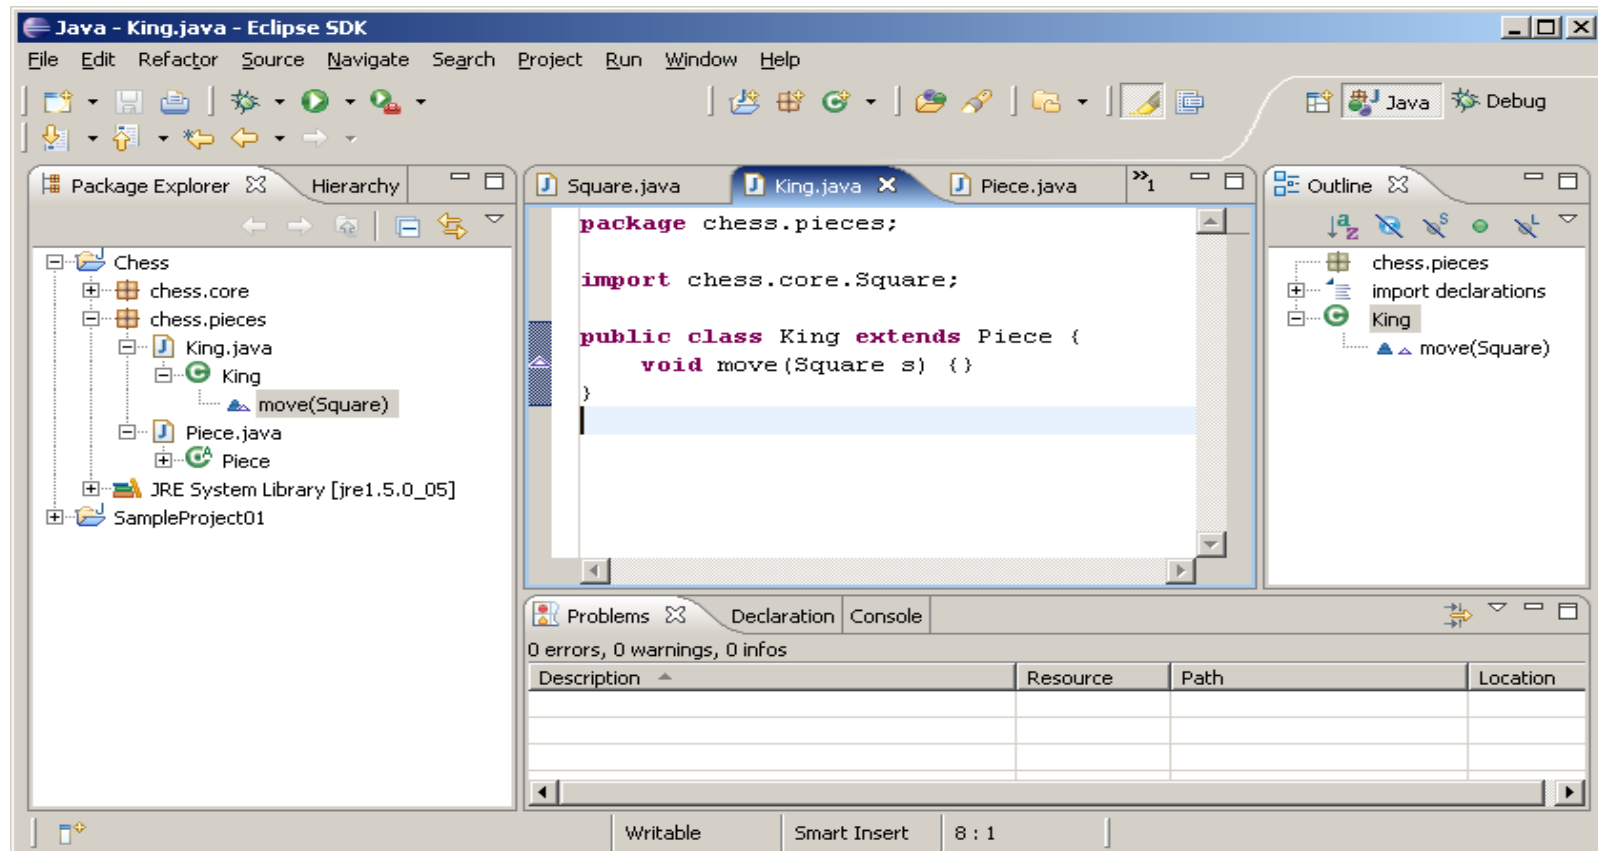 Java - King.java - Eclipse SDK
File Edit Refactor Source Navigate Search Project Run Window Help
Java Debug
Package Explorer Hierarchy
Chess
chess.core
chess.pieces
King.java
King
move(Square)
Piece.java
Piece
JRE System Library [jre1.5.0_05]
SampleProject01
Square.java King.java Piece.java »1
package chess.pieces;
import chess.core.Square;
public class King extends Piece {
void move(Square s) {}
}
Outline
chess.pieces
import declarations
King
move(Square)
Problems Declaration Console
0 errors, 0 warnings, 0 infos
Description Resource Path Location
Writable Smart Insert 8 : 1